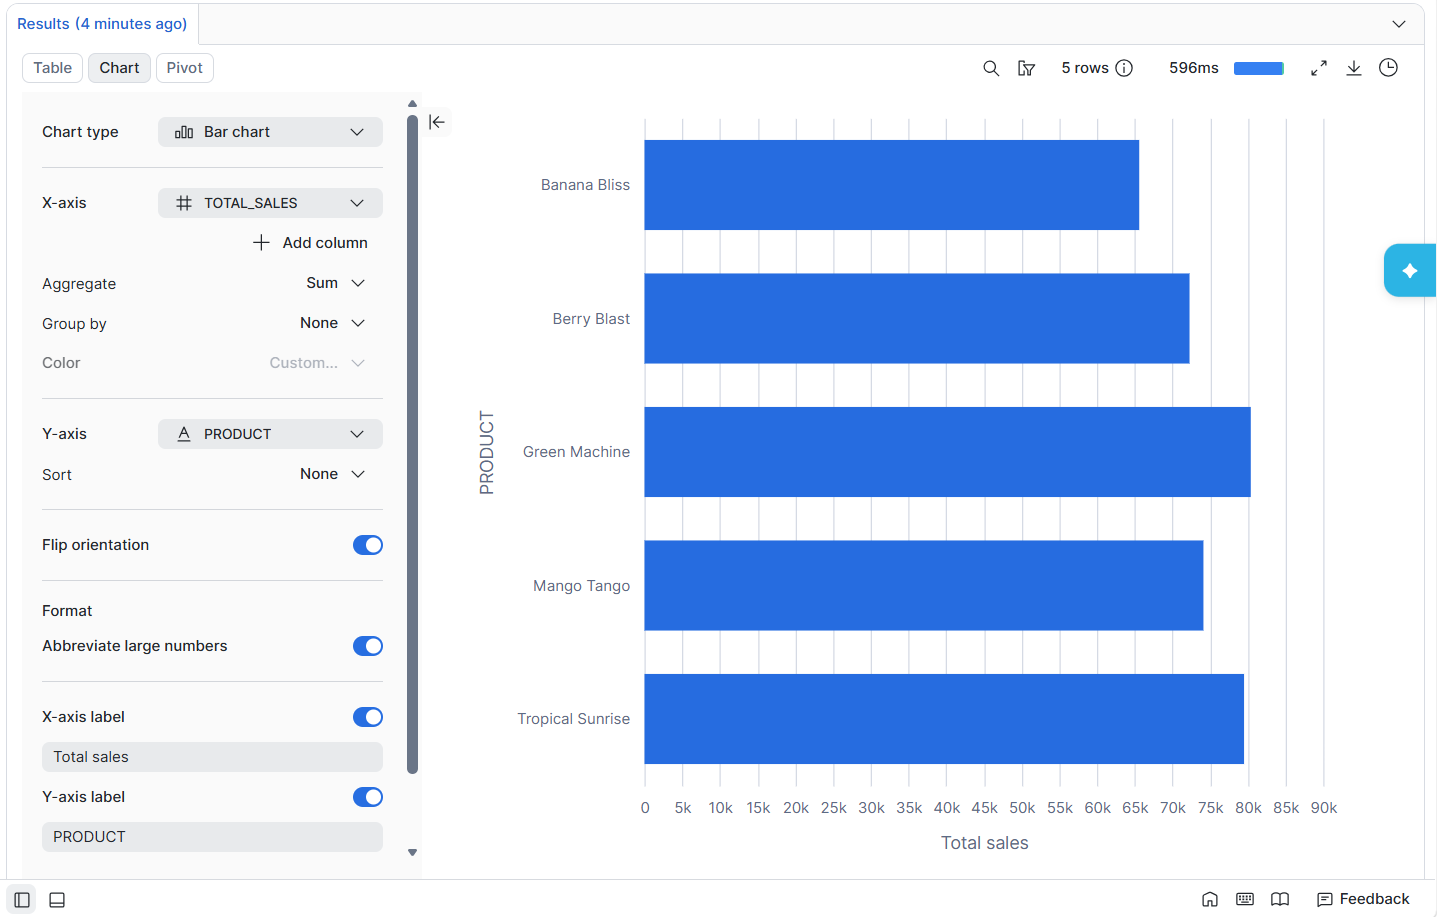 Results (4 minutes ago)
Table Chart Pivot
5 rows 596ms
Chart type Bar chart
X-axis TOTAL_SALES
Add column
Aggregate Sum
Group by None
Color Custom...
Y-axis PRODUCT
Sort None
Flip orientation
Format
Abbreviate large numbers
X-axis label
Total sales
Y-axis label
PRODUCT
PRODUCT
Banana Bliss
Berry Blast
Green Machine
Mango Tango
Tropical Sunrise
0 5k 10k 15k 20k 25k 30k 35k 40k 45k 50k 55k 60k 65k 70k 75k 80k 85k 90k
Total sales
Feedback